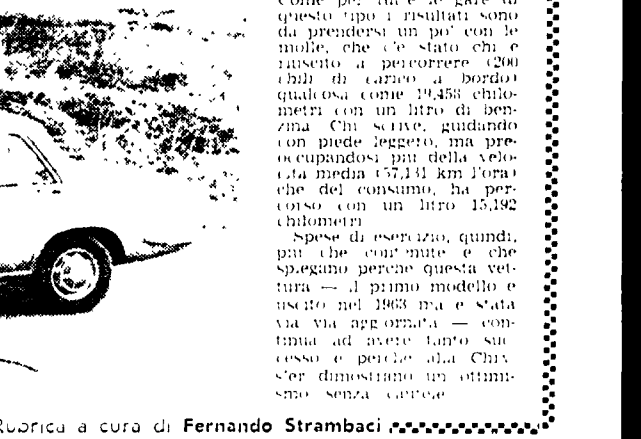 Come per tutte le gare di
questo tipo i risultati sono
da prendersi un po' con le
molle, che c'è stato chi è
riuscito a percorrere (200
chili di carico a bordo)
qualcosa come 19,458 chilo-
metri con un litro di ben-
zina Chi scrive, guidando
con piede leggero, ma pre-
occupandosi più della velo-
cità media (57,131 km l'ora)
che del consumo, ha per-
corso con un litro 15,192
chilometri
Spese di esercizio, quindi,
più che contenute e che
spiegano perché questa vet-
tura — il primo modello è
uscito nel 1963 ma è stata
via via aggiornata — con-
tinua ad avere tanto suc-
cesso e perché alla Chry-
sler dimostrano un ottimi-
smo senza
Rubrica a cura di Fernando Strambaci